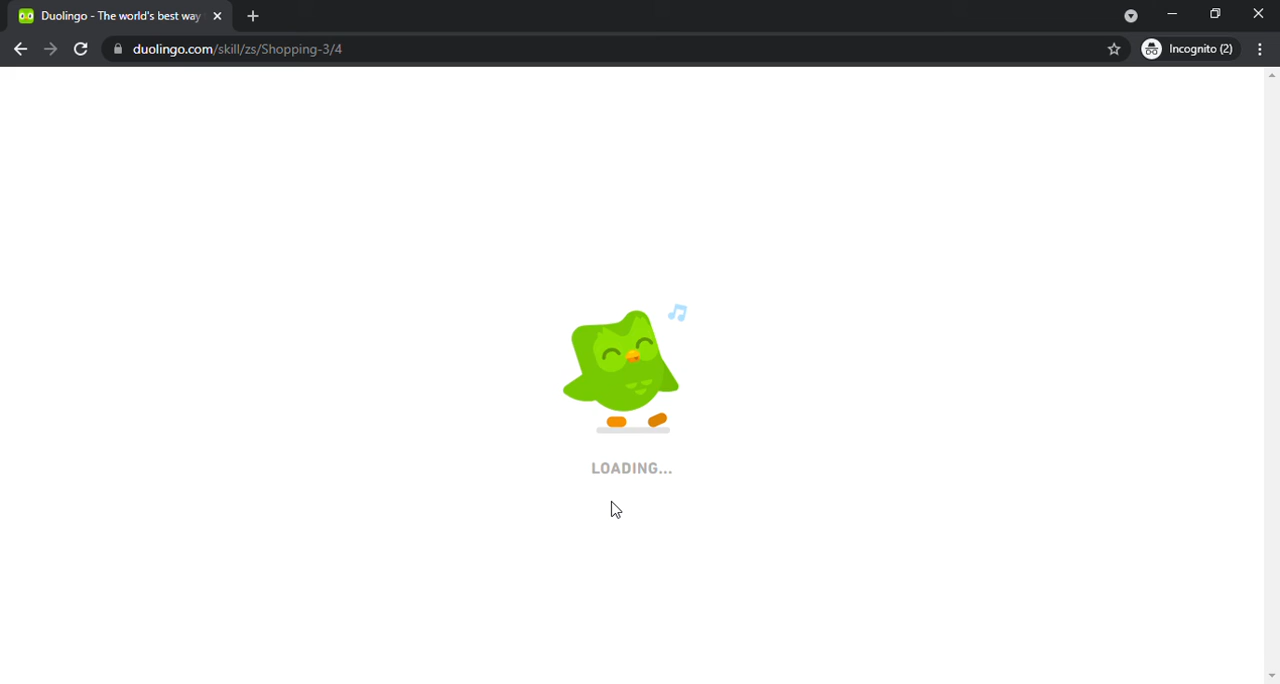 Duolingo - The world's best way
duolingo.com/skill/zs/Shopping-3/4
Incognito (2)
LOADING...